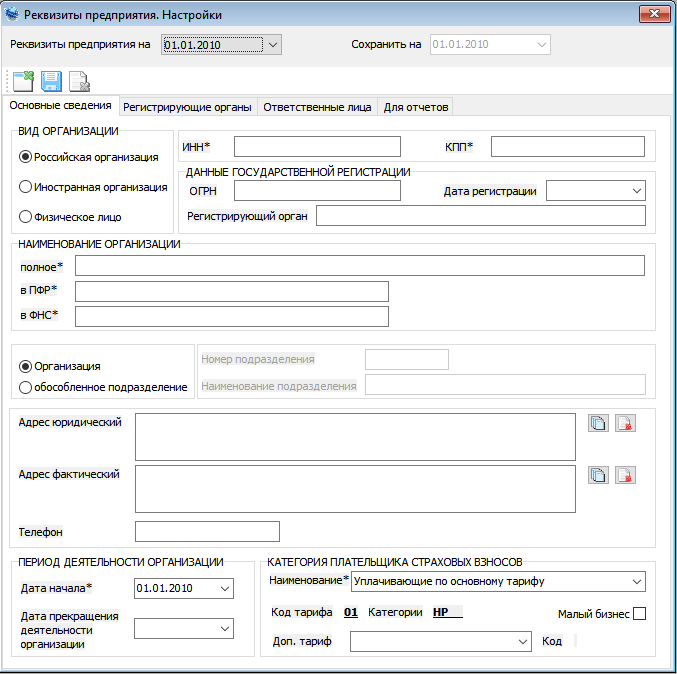 Реквизиты предприятия. Настройки
Реквизиты предприятия на 01.01.2010 Сохранить на 01.01.2010
Основные сведения Регистрирующие органы Ответственные лица Для отчетов
ВИД ОРГАНИЗАЦИИ
Российская организация
Иностранная организация
Физическое лицо
ИНН* КПП*
ДАННЫЕ ГОСУДАРСТВЕННОЙ РЕГИСТРАЦИИ
ОГРН Дата регистрации
Регистрирующий орган
НАИМЕНОВАНИЕ ОРГАНИЗАЦИИ
полное*
в ПФР*
в ФНС*
Организация
обособленное подразделение
Номер подразделения
Наименование подразделения
Адрес юридический
Адрес фактический
Телефон
ПЕРИОД ДЕЯТЕЛЬНОСТИ ОРГАНИЗАЦИИ
Дата начала* 01.01.2010
Дата прекращения
деятельности
организации
КАТЕГОРИЯ ПЛАТЕЛЬЩИКА СТРАХОВЫХ ВЗНОСОВ
Наименование* Уплачивающие по основному тарифу
Код тарифа 01 Категории НР Малый бизнес
Доп. тариф Код